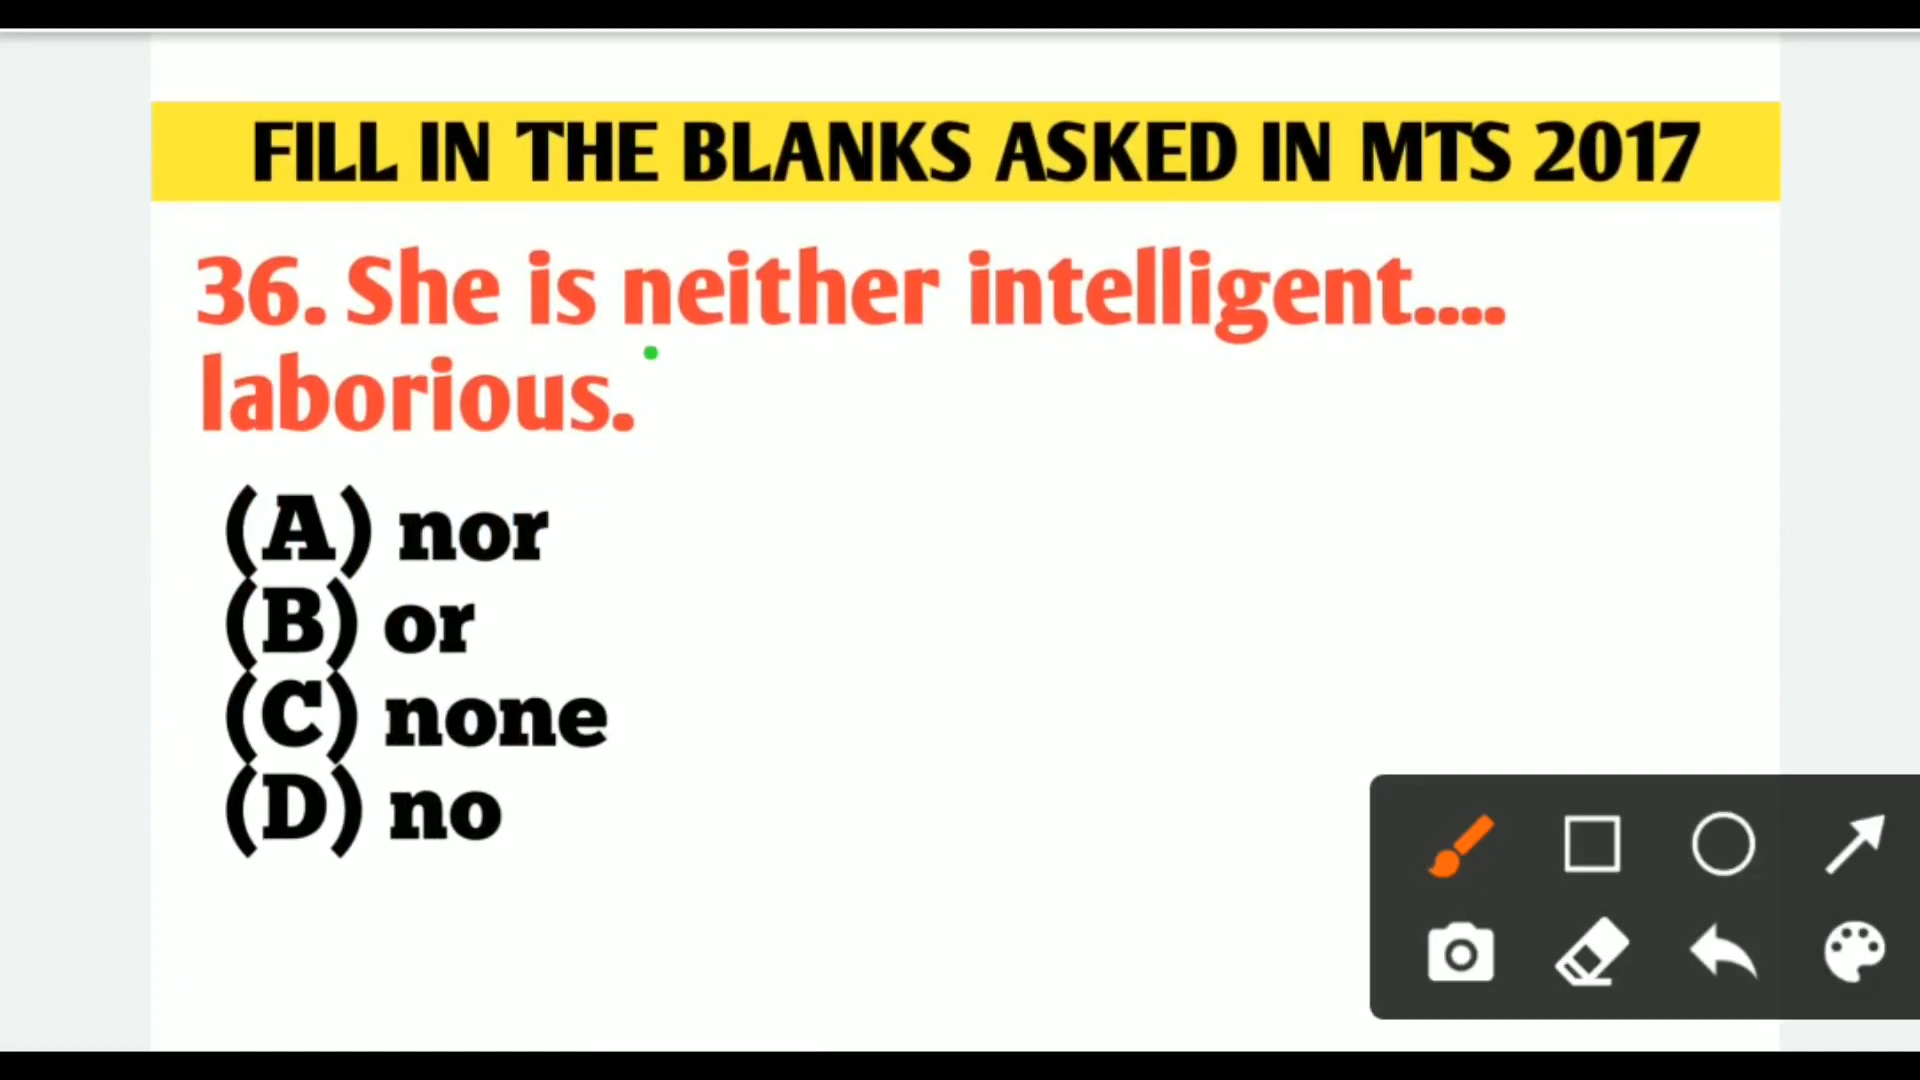 FILL IN THE BLANKS ASKED IN MTS 2017
36. She is neither intelligent....
laborious.
(A) nor
(B) or
(C) none
(D) no